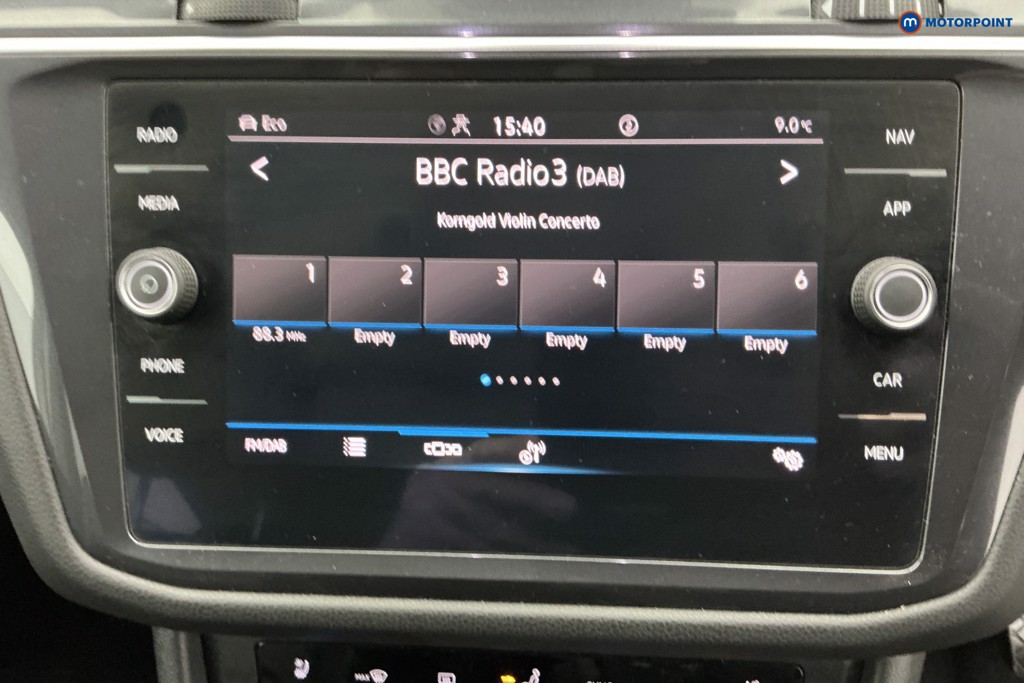 m MOTORPOINT
Eco 15:40 9.0°C
RADIO
NAV
< BBC Radio3 (DAB) >
MEDIA
APP
Korngold Violin Concerto
1 2 3 4 5 6
88.3 MHz Empty Empty Empty Empty Empty
PHONE
CAR
VOICE
FM/DAB
MENU
MAX